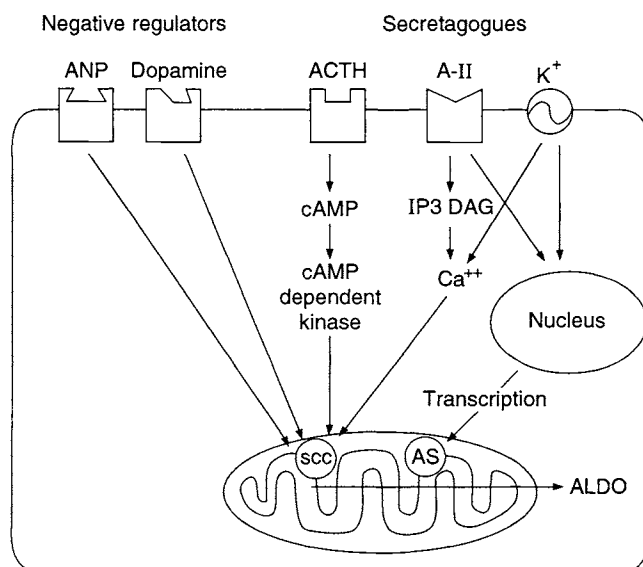 Negative regulators
Secretagogues
ANP
Dopamine
ACTH
A-II
K⁺
cAMP
IP3 DAG
cAMP
dependent
kinase
Ca⁺⁺
Nucleus
Transcription
scc
AS
ALDO